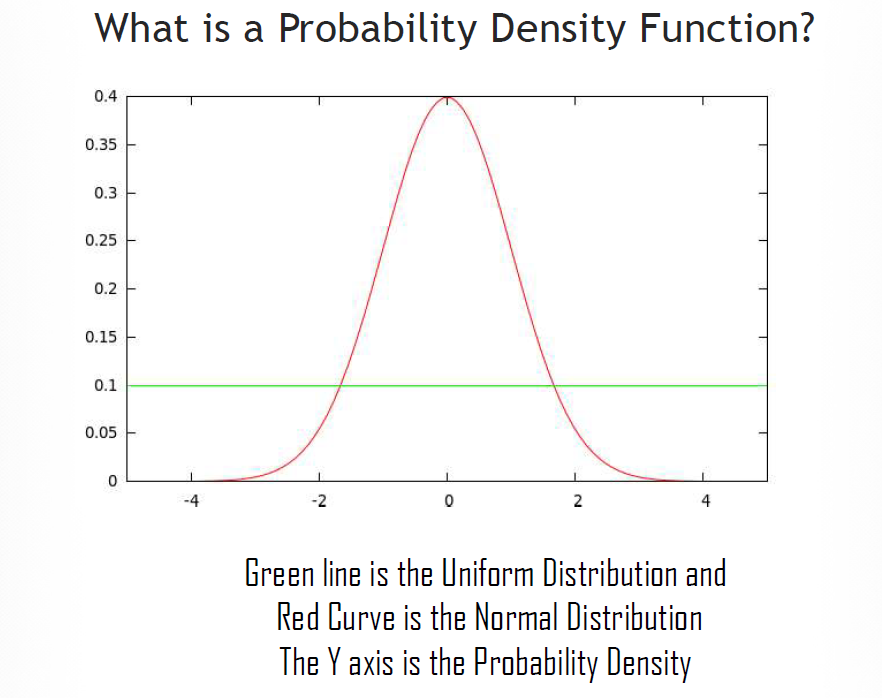 What is a Probability Density Function?
0.4
0.35
0.3
0.25
0.2
0.15
0.1
0.05
0
-4 -2 0 2 4
Green line is the Uniform Distribution and
Red Curve is the Normal Distribution
The Y axis is the Probability Density